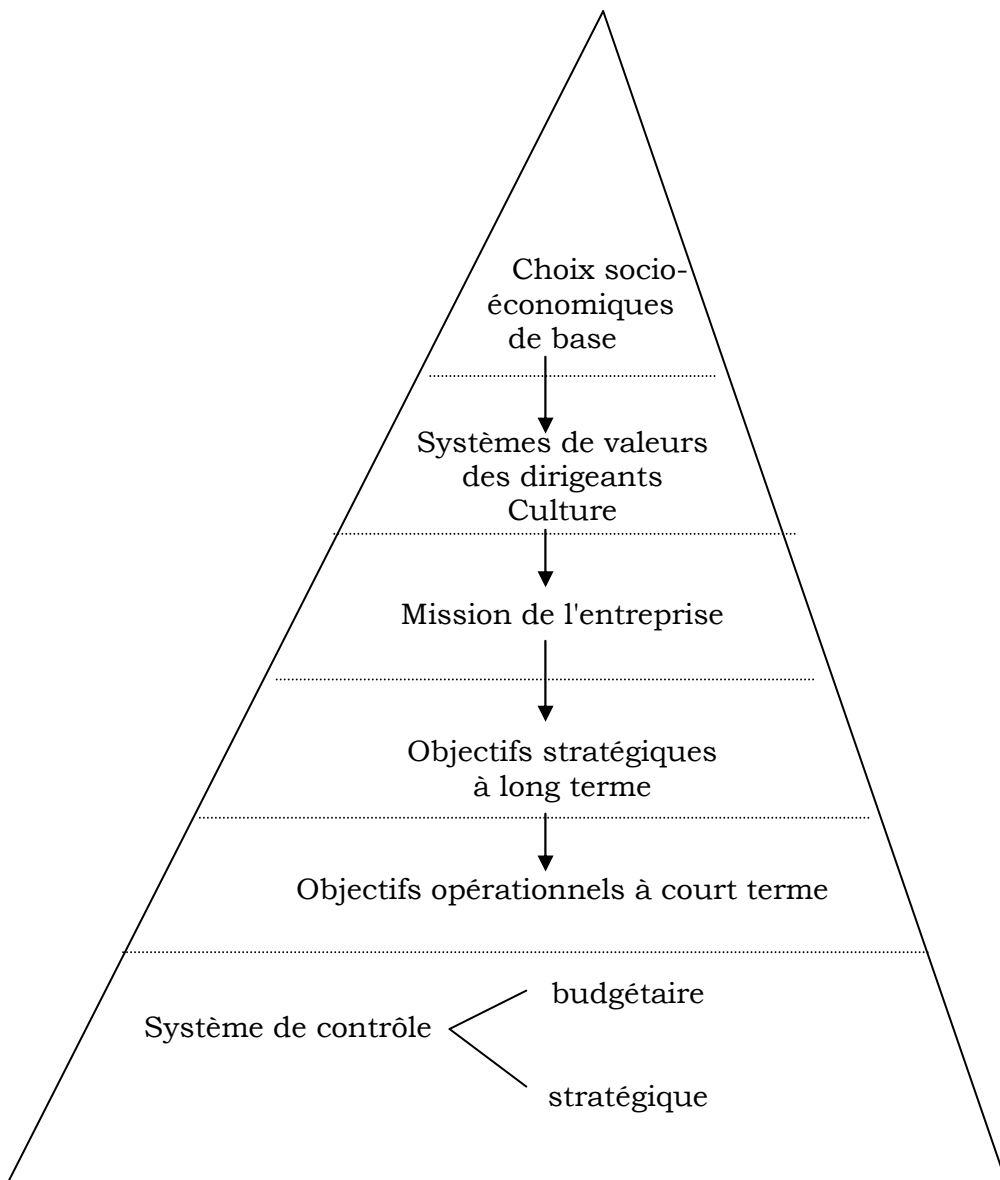 Choix socio-
économiques
de base
Systèmes de valeurs
des dirigeants
Culture
Mission de l'entreprise
Objectifs stratégiques
à long terme
Objectifs opérationnels à court terme
budgétaire
Système de contrôle
stratégique